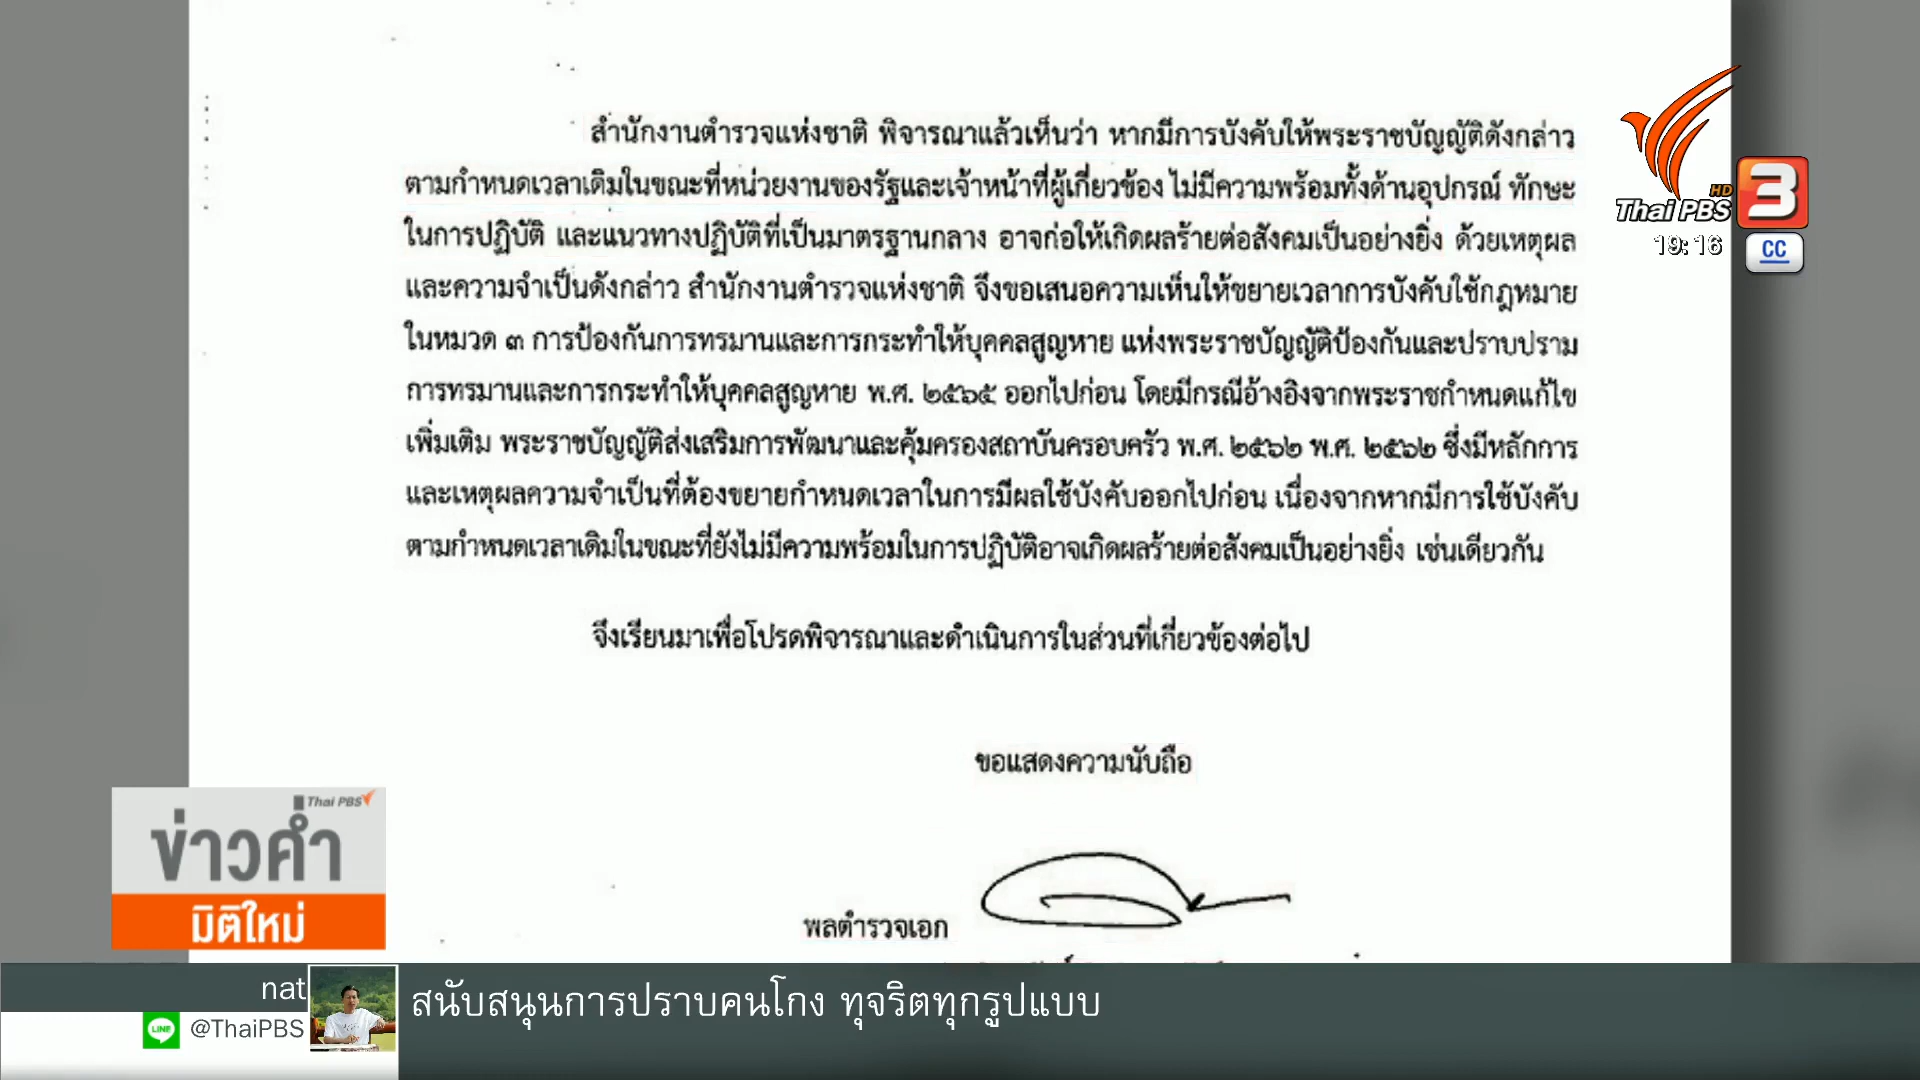 สำนักงานตำรวจแห่งชาติ พิจารณาแล้วเห็นว่า หากมีการบังคับให้พระราชบัญญัติดังกล่าว
ตามกำหนดเวลาเดิมในขณะที่หน่วยงานของรัฐและเจ้าหน้าที่ผู้เกี่ยวข้อง ไม่มีความพร้อมทั้งด้านอุปกรณ์ ทักษะ
ในการปฏิบัติ และแนวทางปฏิบัติที่เป็นมาตรฐานกลาง อาจก่อให้เกิดผลร้ายต่อสังคมเป็นอย่างยิ่ง ด้วยเหตุผล
และความจำเป็นดังกล่าว สำนักงานตำรวจแห่งชาติ จึงขอเสนอความเห็นให้ขยายเวลาการบังคับใช้กฎหมาย
ในหมวด ๓ การป้องกันการทรมานและการกระทำให้บุคคลสูญหาย แห่งพระราชบัญญัติป้องกันและปราบปราม
การทรมานและการกระทำให้บุคคลสูญหาย พ.ศ. ๒๕๖๕ ออกไปก่อน โดยมีกรณีอ้างอิงจากพระราชกำหนดแก้ไข
เพิ่มเติม พระราชบัญญัติส่งเสริมการพัฒนาและคุ้มครองสถาบันครอบครัว พ.ศ. ๒๕๖๒ พ.ศ. ๒๕๖๒ ซึ่งมีหลักการ
และเหตุผลความจำเป็นที่ต้องขยายกำหนดเวลาในการมีผลใช้บังคับออกไปก่อน เนื่องจากหากมีการใช้บังคับ
ตามกำหนดเวลาเดิมในขณะที่ยังไม่มีความพร้อมในการปฏิบัติอาจเกิดผลร้ายต่อสังคมเป็นอย่างยิ่ง เช่นเดียวกัน
จึงเรียนมาเพื่อโปรดพิจารณาและดำเนินการในส่วนที่เกี่ยวข้องต่อไป
ขอแสดงความนับถือ
พลตำรวจเอก
Thai PBS HD 3
19:16 CC
Thai PBS
ข่าวค่ำ
มิติใหม่
nat
LINE @ThaiPBS
สนับสนุนการปราบคนโกง ทุจริตทุกรูปแบบ